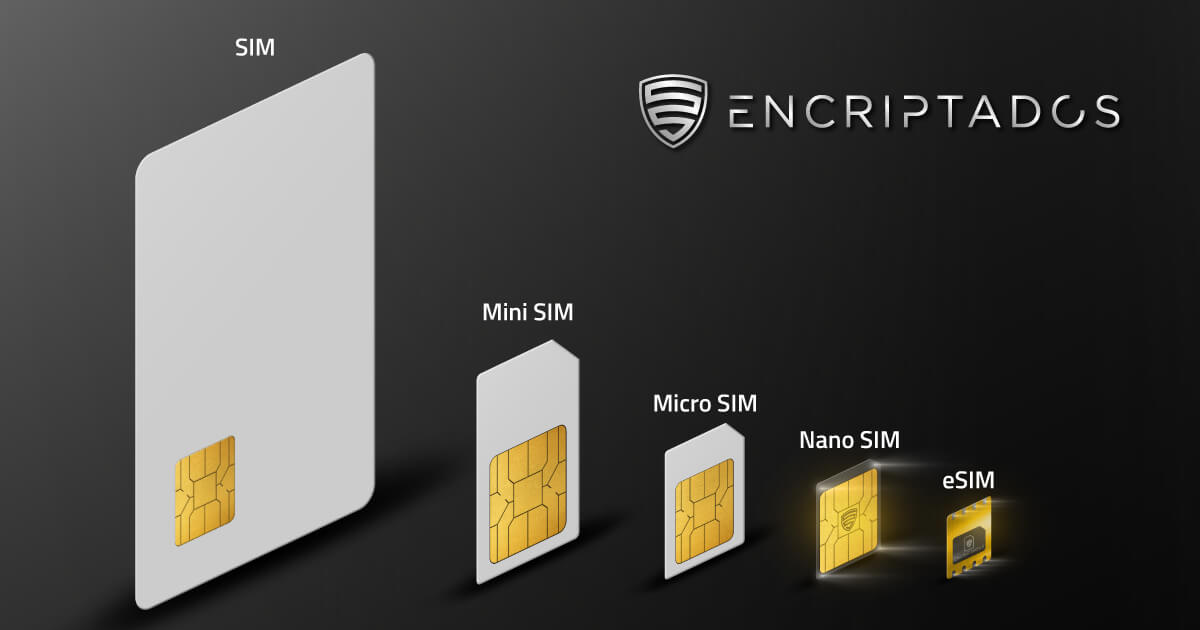 SIM
ENCRIPTADOS
Mini SIM
Micro SIM
Nano SIM
eSIM